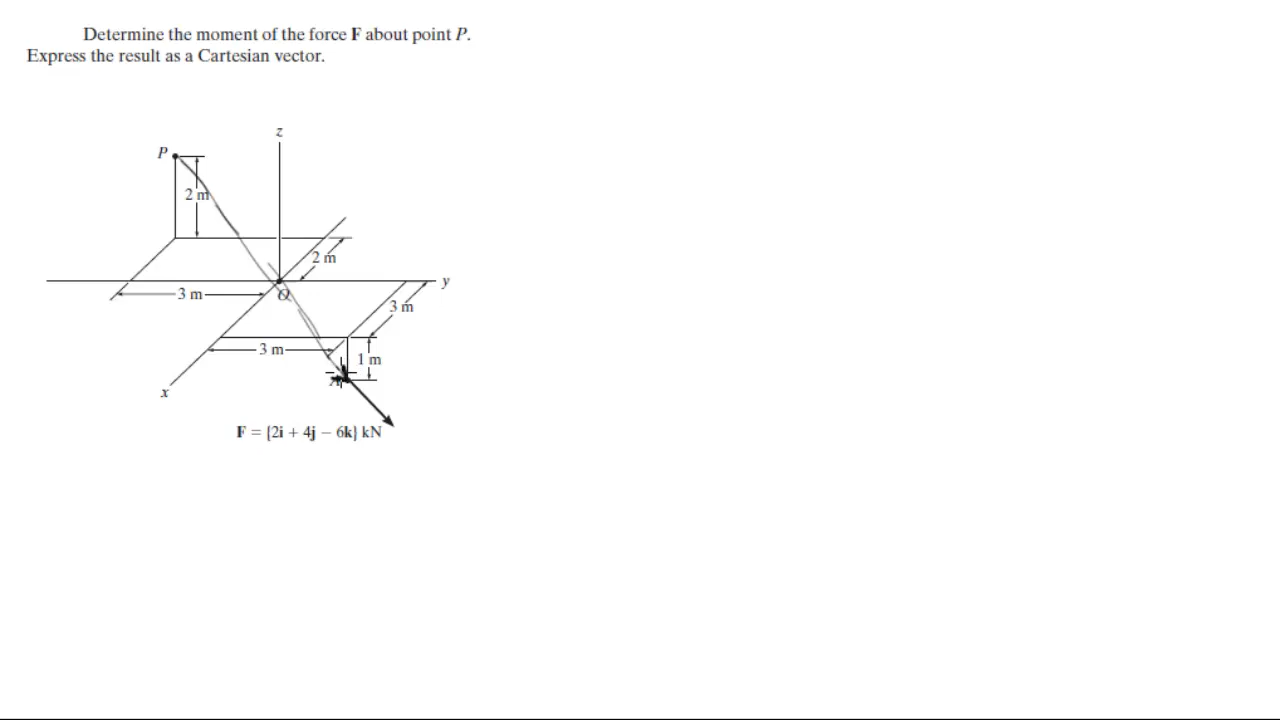 Determine the moment of the force F about point P.
Express the result as a Cartesian vector.
z
P
2 m
2 m
y
3 m
O
3 m
3 m
1 m
x
A
F = {2i + 4j − 6k} kN